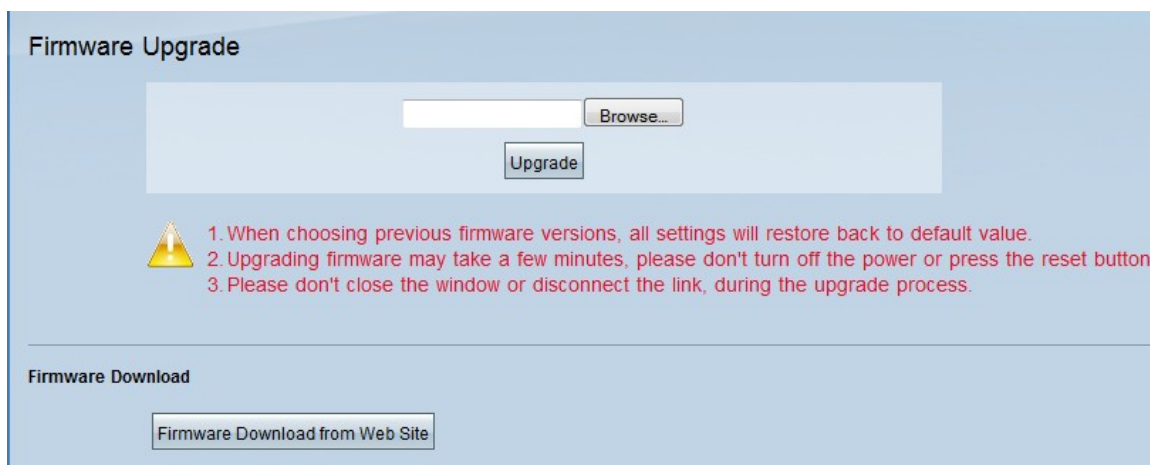 Firmware Upgrade
Browse...
Upgrade
1. When choosing previous firmware versions, all settings will restore back to default value.
2. Upgrading firmware may take a few minutes, please don't turn off the power or press the reset button
3. Please don't close the window or disconnect the link, during the upgrade process.
Firmware Download
Firmware Download from Web Site